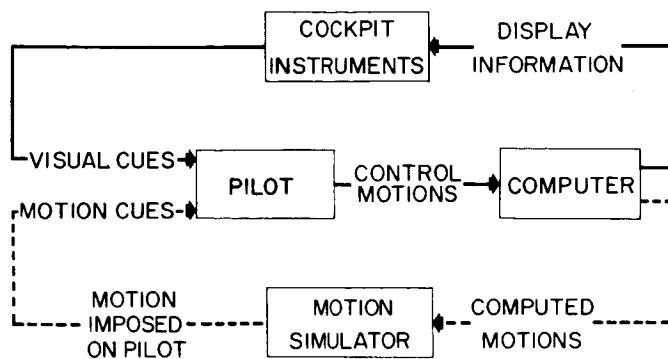 COCKPIT
INSTRUMENTS
DISPLAY
INFORMATION
VISUAL CUES
PILOT
CONTROL
MOTIONS
COMPUTER
MOTION CUES
MOTION
IMPOSED
ON PILOT
MOTION
SIMULATOR
COMPUTED
MOTIONS